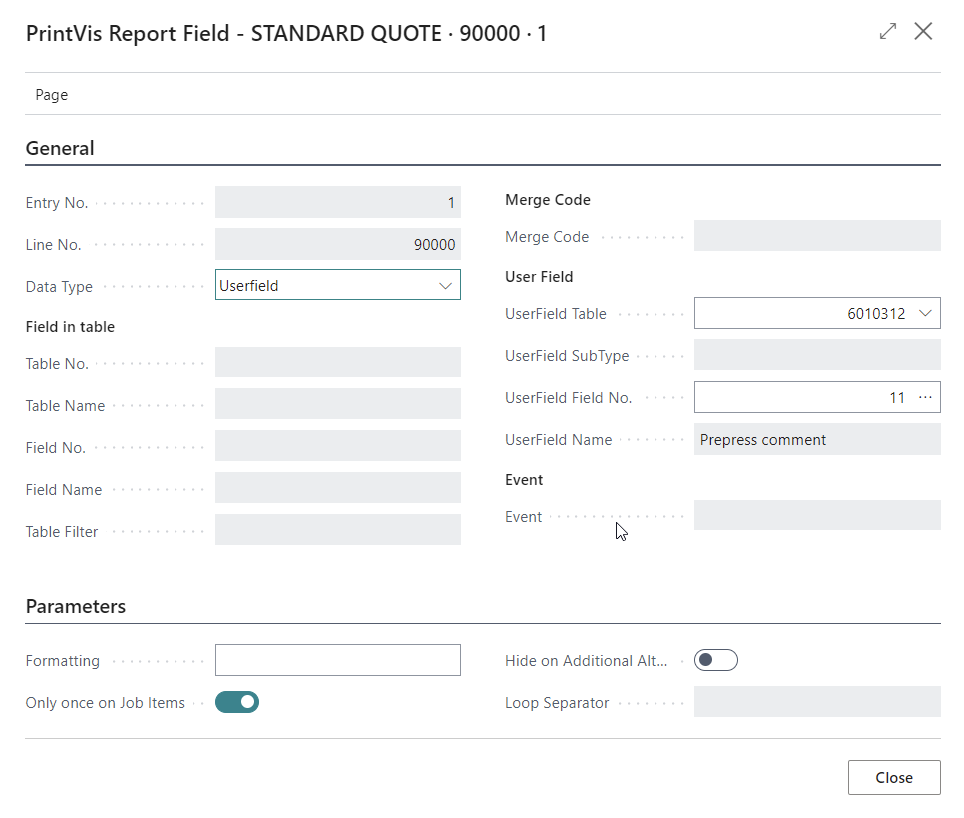 PrintVis Report Field - STANDARD QUOTE · 90000 · 1
Page
General
Entry No.
1
Line No.
90000
Data Type
Userfield
Field in table
Table No.
Table Name
Field No.
Field Name
Table Filter
Merge Code
Merge Code
User Field
UserField Table
6010312
UserField SubType
UserField Field No.
11 ···
UserField Name
Prepress comment
Event
Event
Parameters
Formatting
Only once on Job Items
Hide on Additional Alt...
Loop Separator
Close